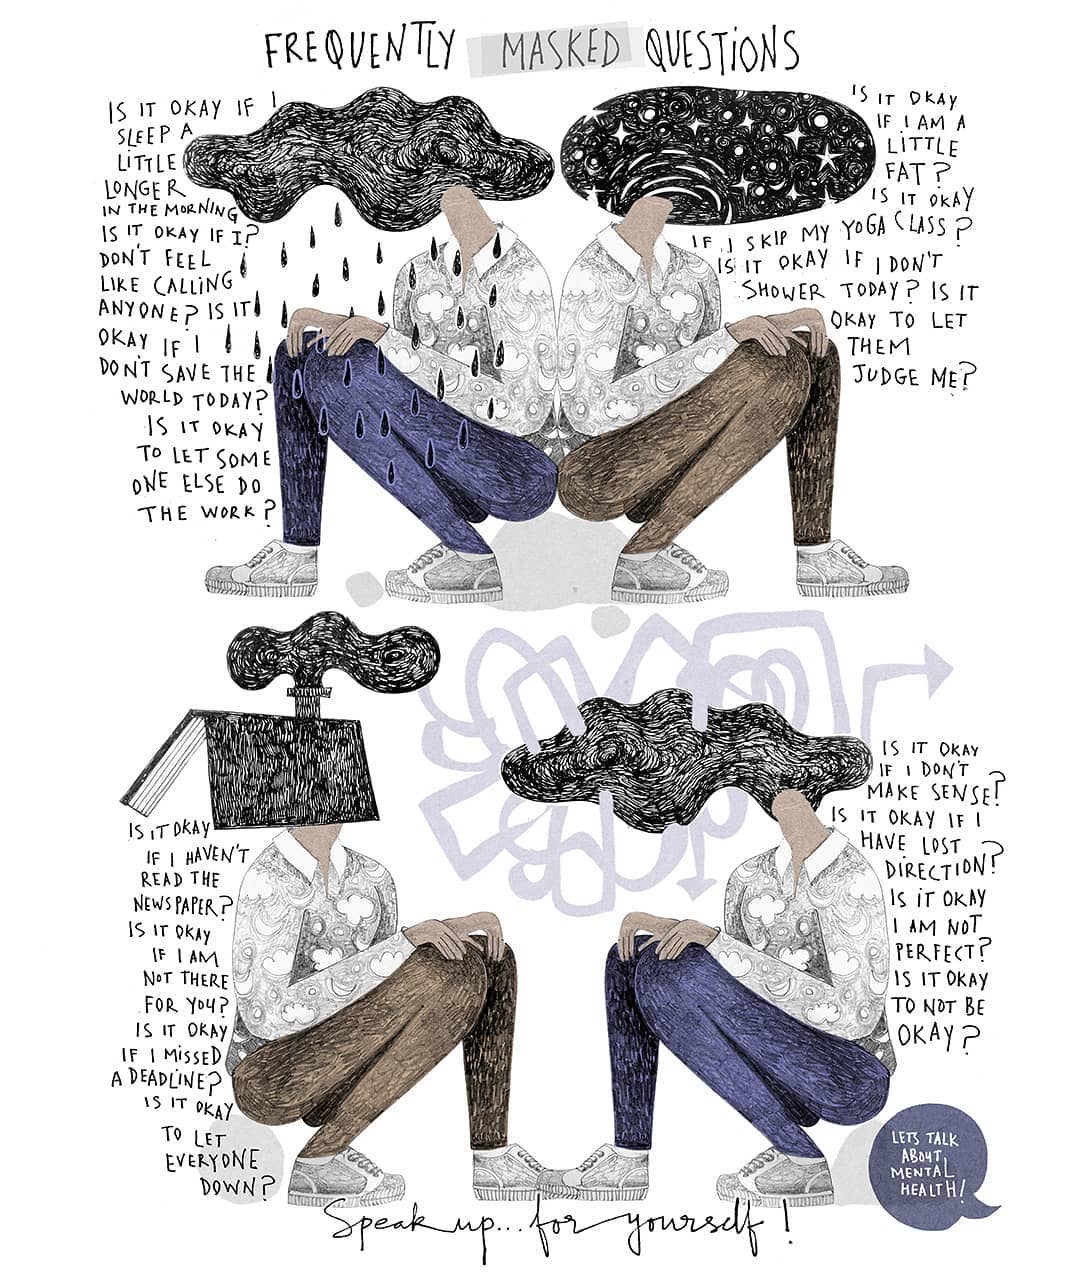 FREQUENTLY MASKED QUESTIONS
IS IT OKAY IF I
SLEEP A
LITTLE
LONGER
IN THE MORNING
IS IT OKAY IF I?
DON'T FEEL
LIKE CALLING
ANYONE? IS IT
OKAY IF I
DON'T SAVE THE
WORLD TODAY?
IS IT OKAY
TO LET SOME
ONE ELSE DO
THE WORK?
IS IT OKAY
IF I AM A
LITTLE
FAT?
IS IT OKAY
IF I SKIP MY YOGA CLASS?
IS IT OKAY IF I DON'T
SHOWER TODAY? IS IT
OKAY TO LET
THEM
JUDGE ME?
IS IT OKAY
IF I HAVEN'T
READ THE
NEWSPAPER?
IS IT OKAY
IF I AM
NOT THERE
FOR YOU?
IS IT OKAY
IF I MISSED
A DEADLINE?
IS IT OKAY
TO LET
EVERYONE
DOWN?
IS IT OKAY
IF I DON'T
MAKE SENSE?
IS IT OKAY IF I
HAVE LOST
DIRECTION?
IS IT OKAY
I AM NOT
PERFECT?
IS IT OKAY
TO NOT BE
OKAY?
LETS TALK
ABOUT
MENTAL
HEALTH!
Speak up... for yourself!